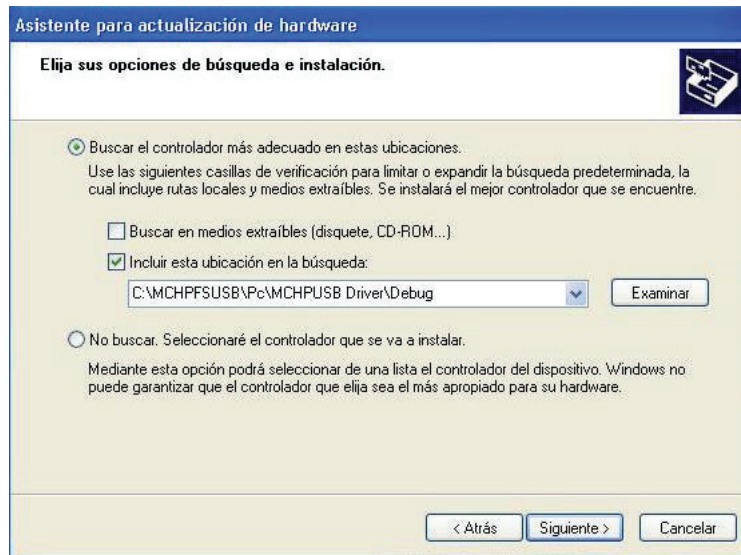 Asistente para actualización de hardware
Elija sus opciones de búsqueda e instalación.
Buscar el controlador más adecuado en estas ubicaciones.
Use las siguientes casillas de verificación para limitar o expandir la búsqueda predeterminada, la
cual incluye rutas locales y medios extraíbles. Se instalará el mejor controlador que se encuentre.
Buscar en medios extraíbles (disquete, CD-ROM...)
Incluir esta ubicación en la búsqueda:
C:\MCHPFSUSB\Pc\MCHPUSB Driver\Debug
Examinar
No buscar. Seleccionaré el controlador que se va a instalar.
Mediante esta opción podrá seleccionar de una lista el controlador del dispositivo. Windows no
puede garantizar que el controlador que elija sea el más apropiado para su hardware.
< Atrás
Siguiente >
Cancelar